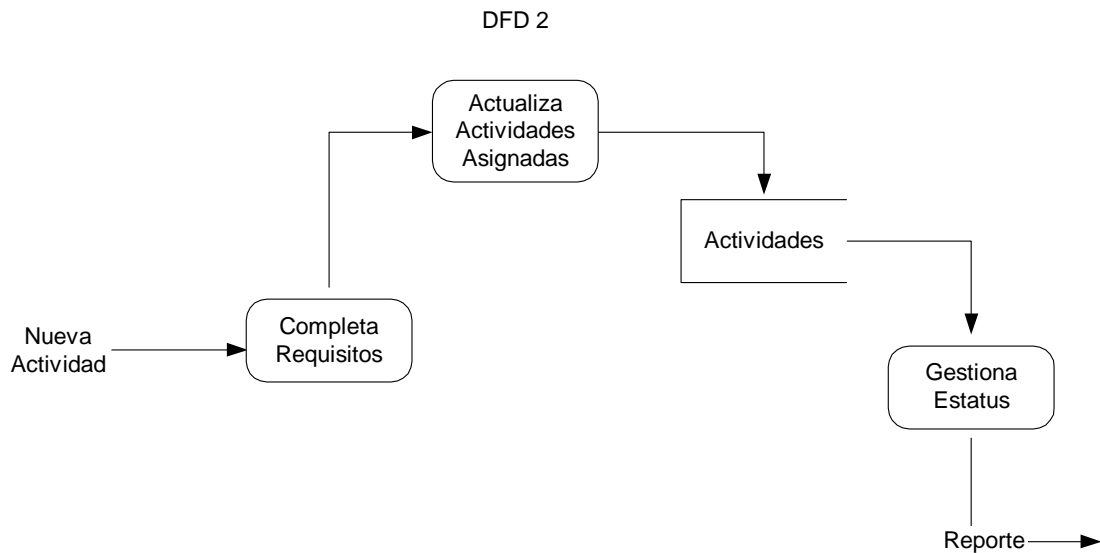 DFD 2
Actualiza
Actividades
Asignadas
Actividades
Nueva
Actividad
Completa
Requisitos
Gestiona
Estatus
Reporte